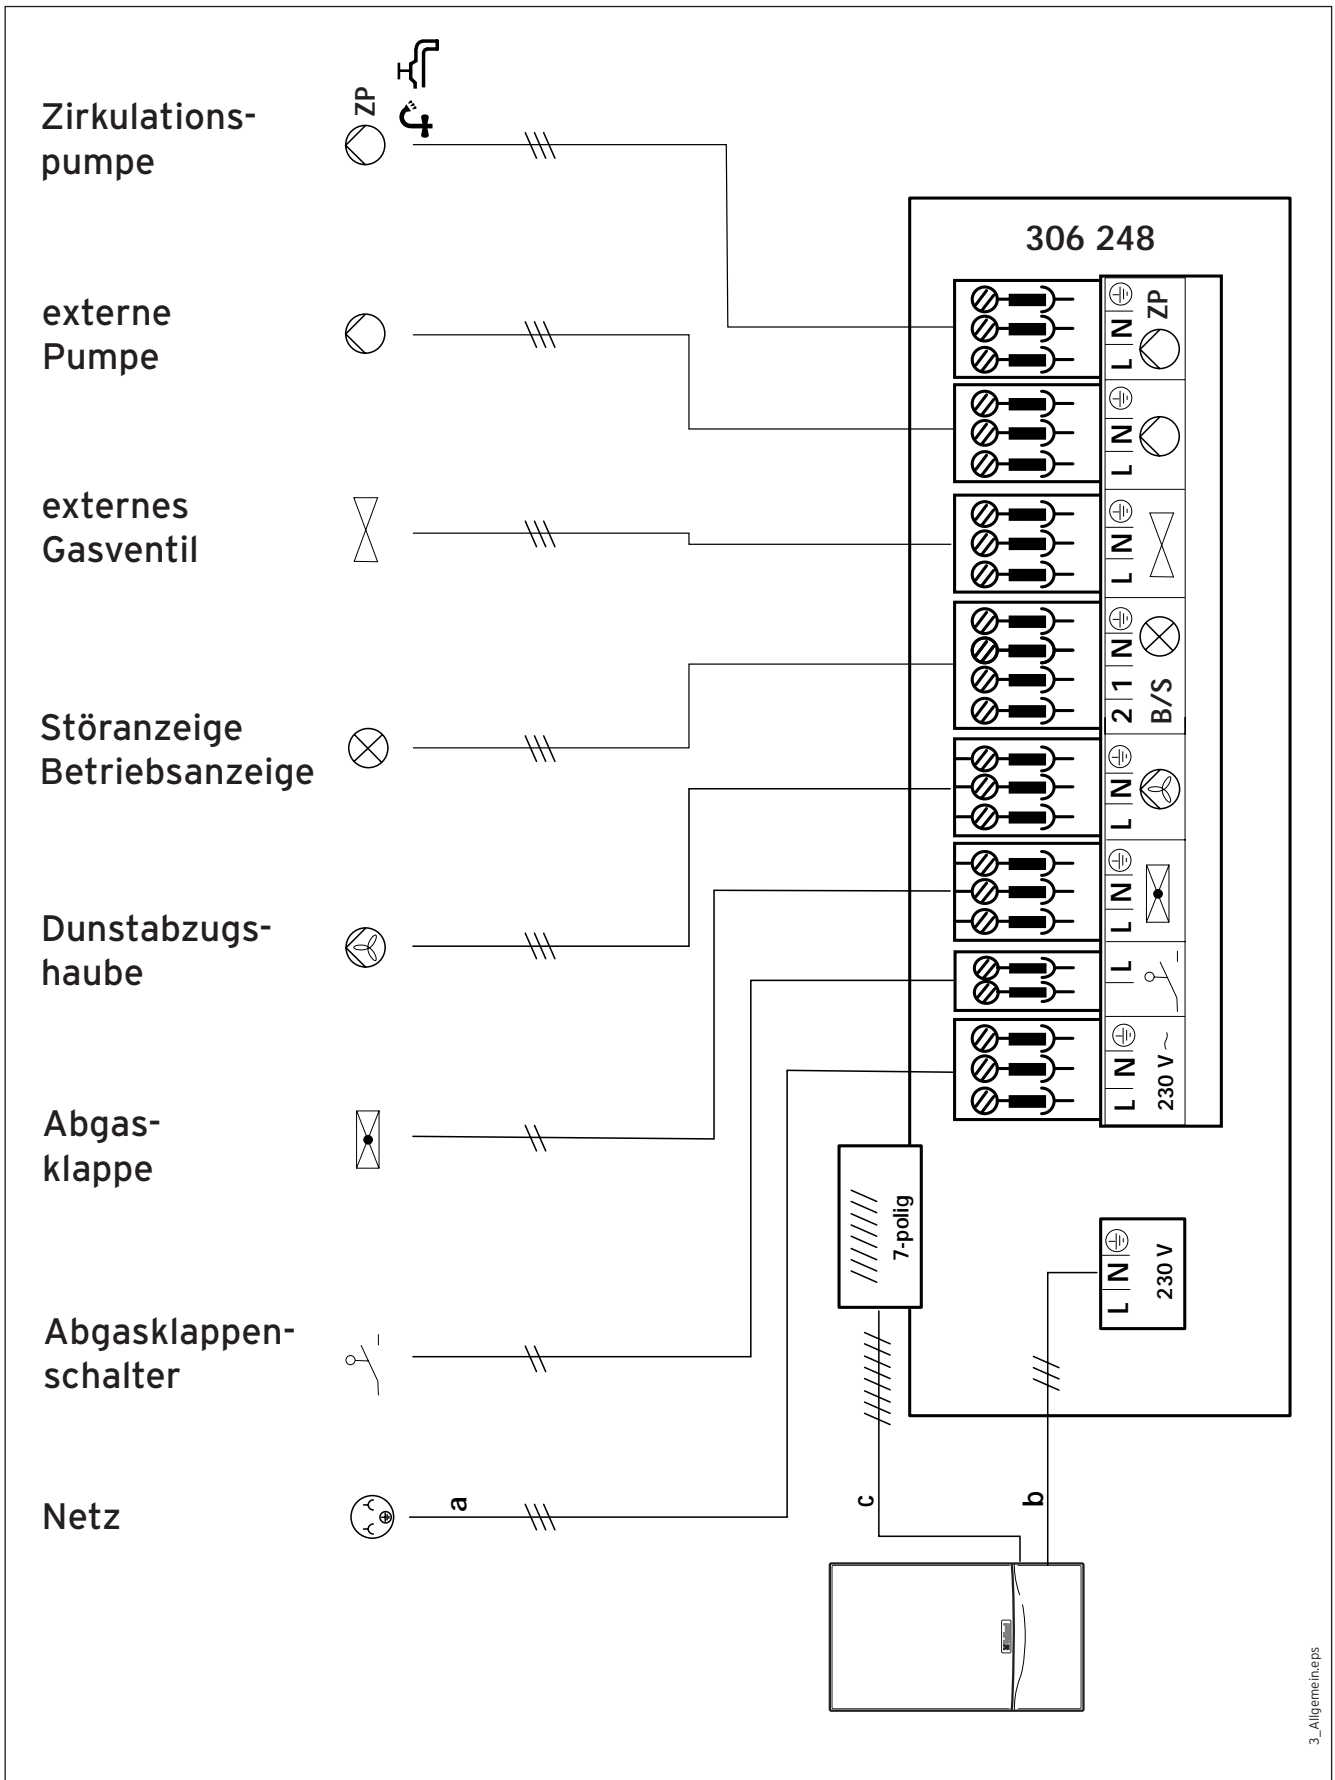 Zirkulations-
pumpe
ZP
externe
Pumpe
externes
Gasventil
Störanzeige
Betriebsanzeige
Dunstabzugs-
haube
Abgas-
klappe
Abgasklappen-
schalter
Netz
a
306 248
L N
ZP
L N
L N
2 1 N
B/S
L N
L N
L
L N
230 V ~
7-polig
L N
230 V
c
b
3_Allgemein.eps